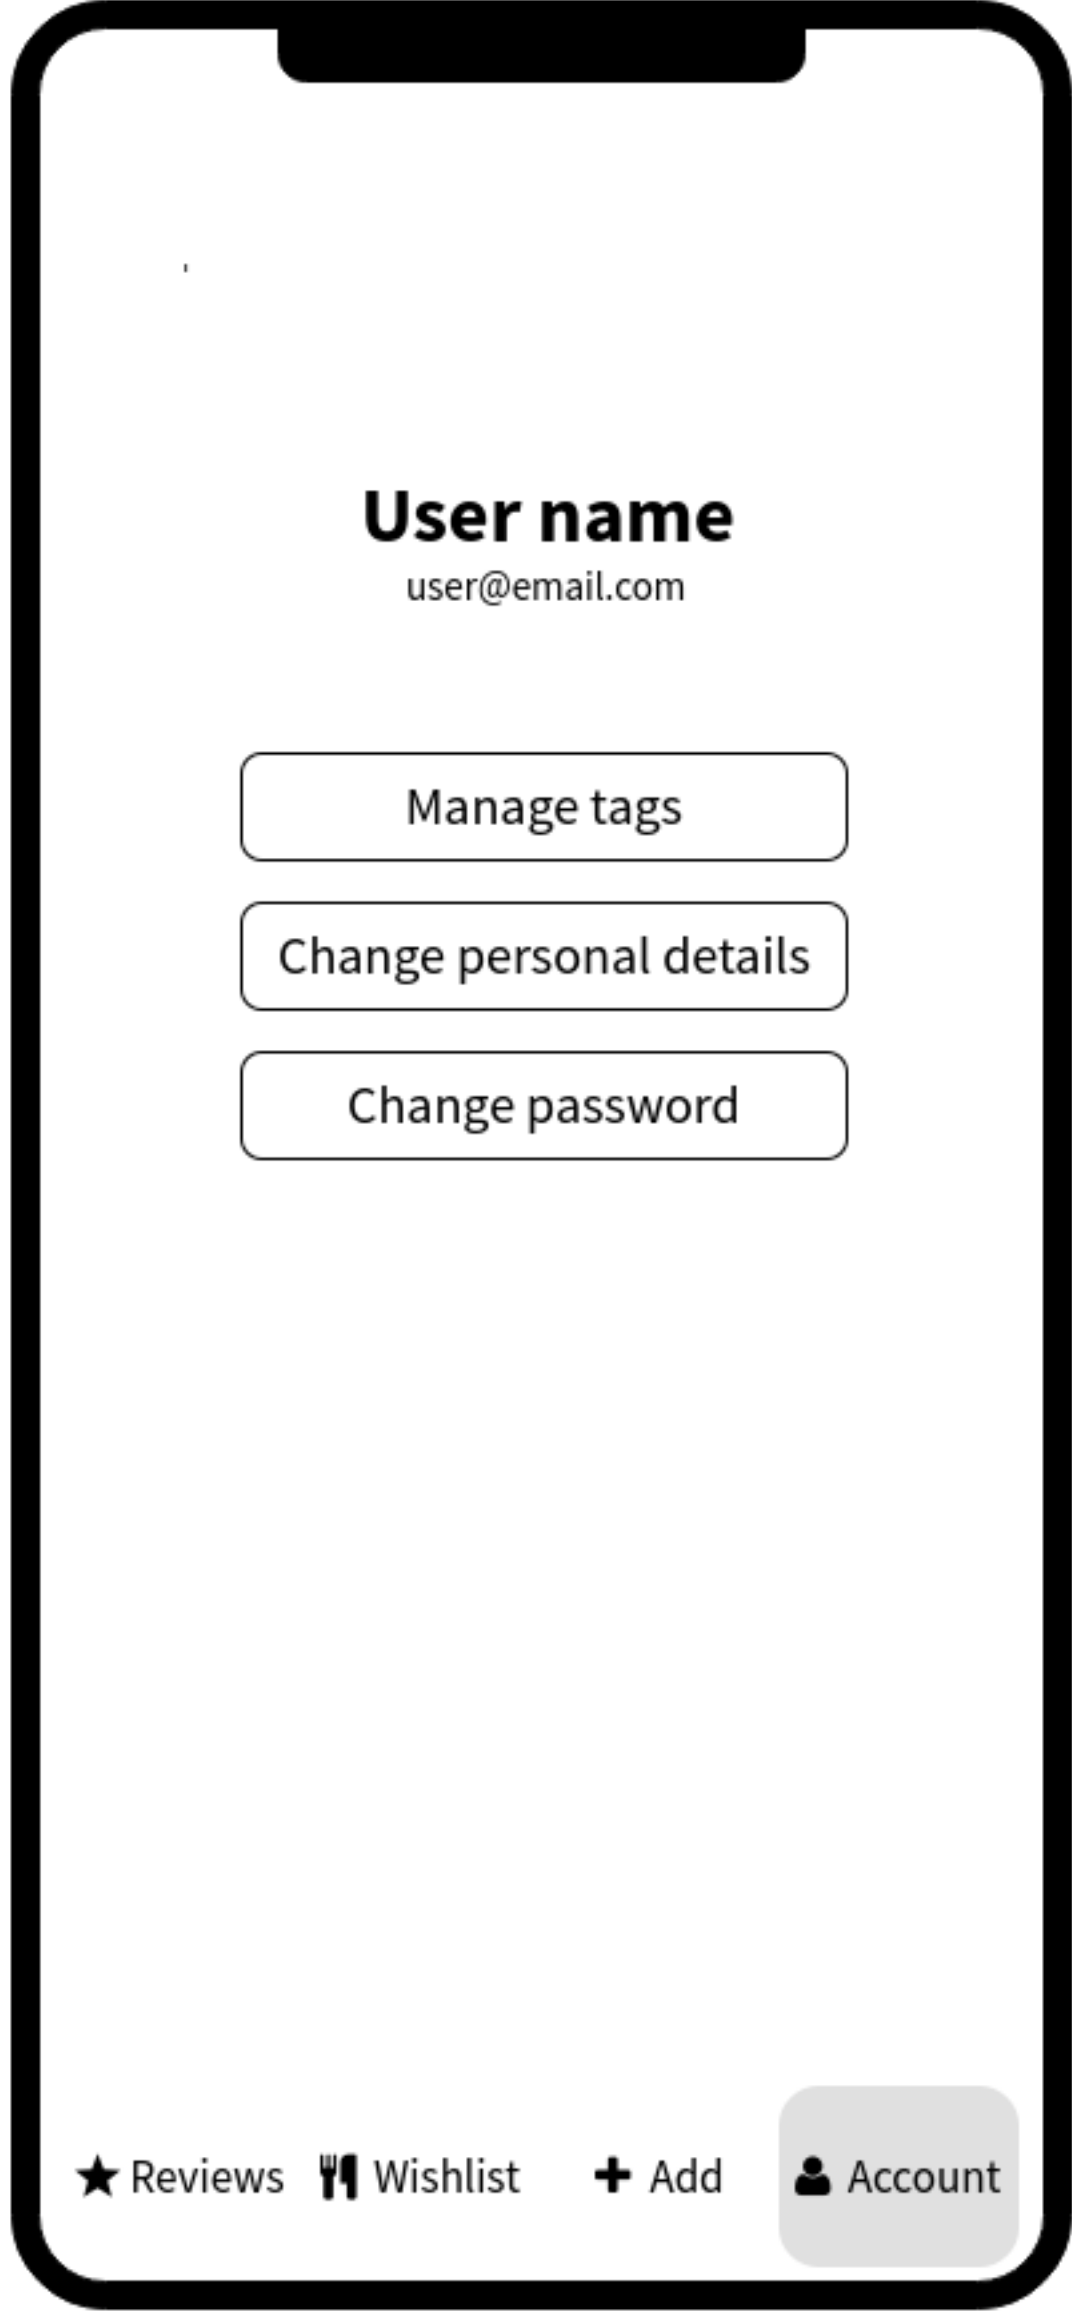 User name
user@email.com
Manage tags
Change personal details
Change password
Reviews Wishlist Add Account